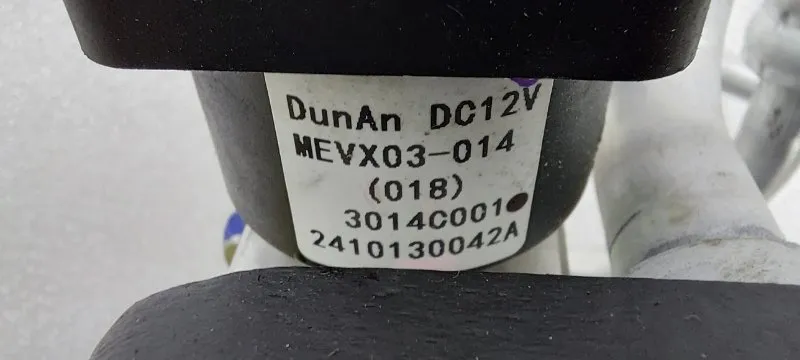 DunAn DC12V
MEVX03-014
(018)
3014C001
2410130042A